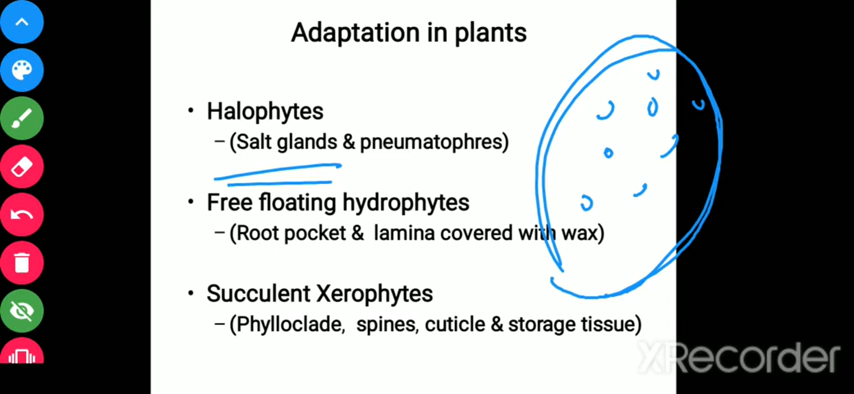 Adaptation in plants
• Halophytes
– (Salt glands & pneumatophres)
• Free floating hydrophytes
– (Root pocket & lamina covered with wax)
• Succulent Xerophytes
– (Phylloclade, spines, cuticle & storage tissue)
XRecorder